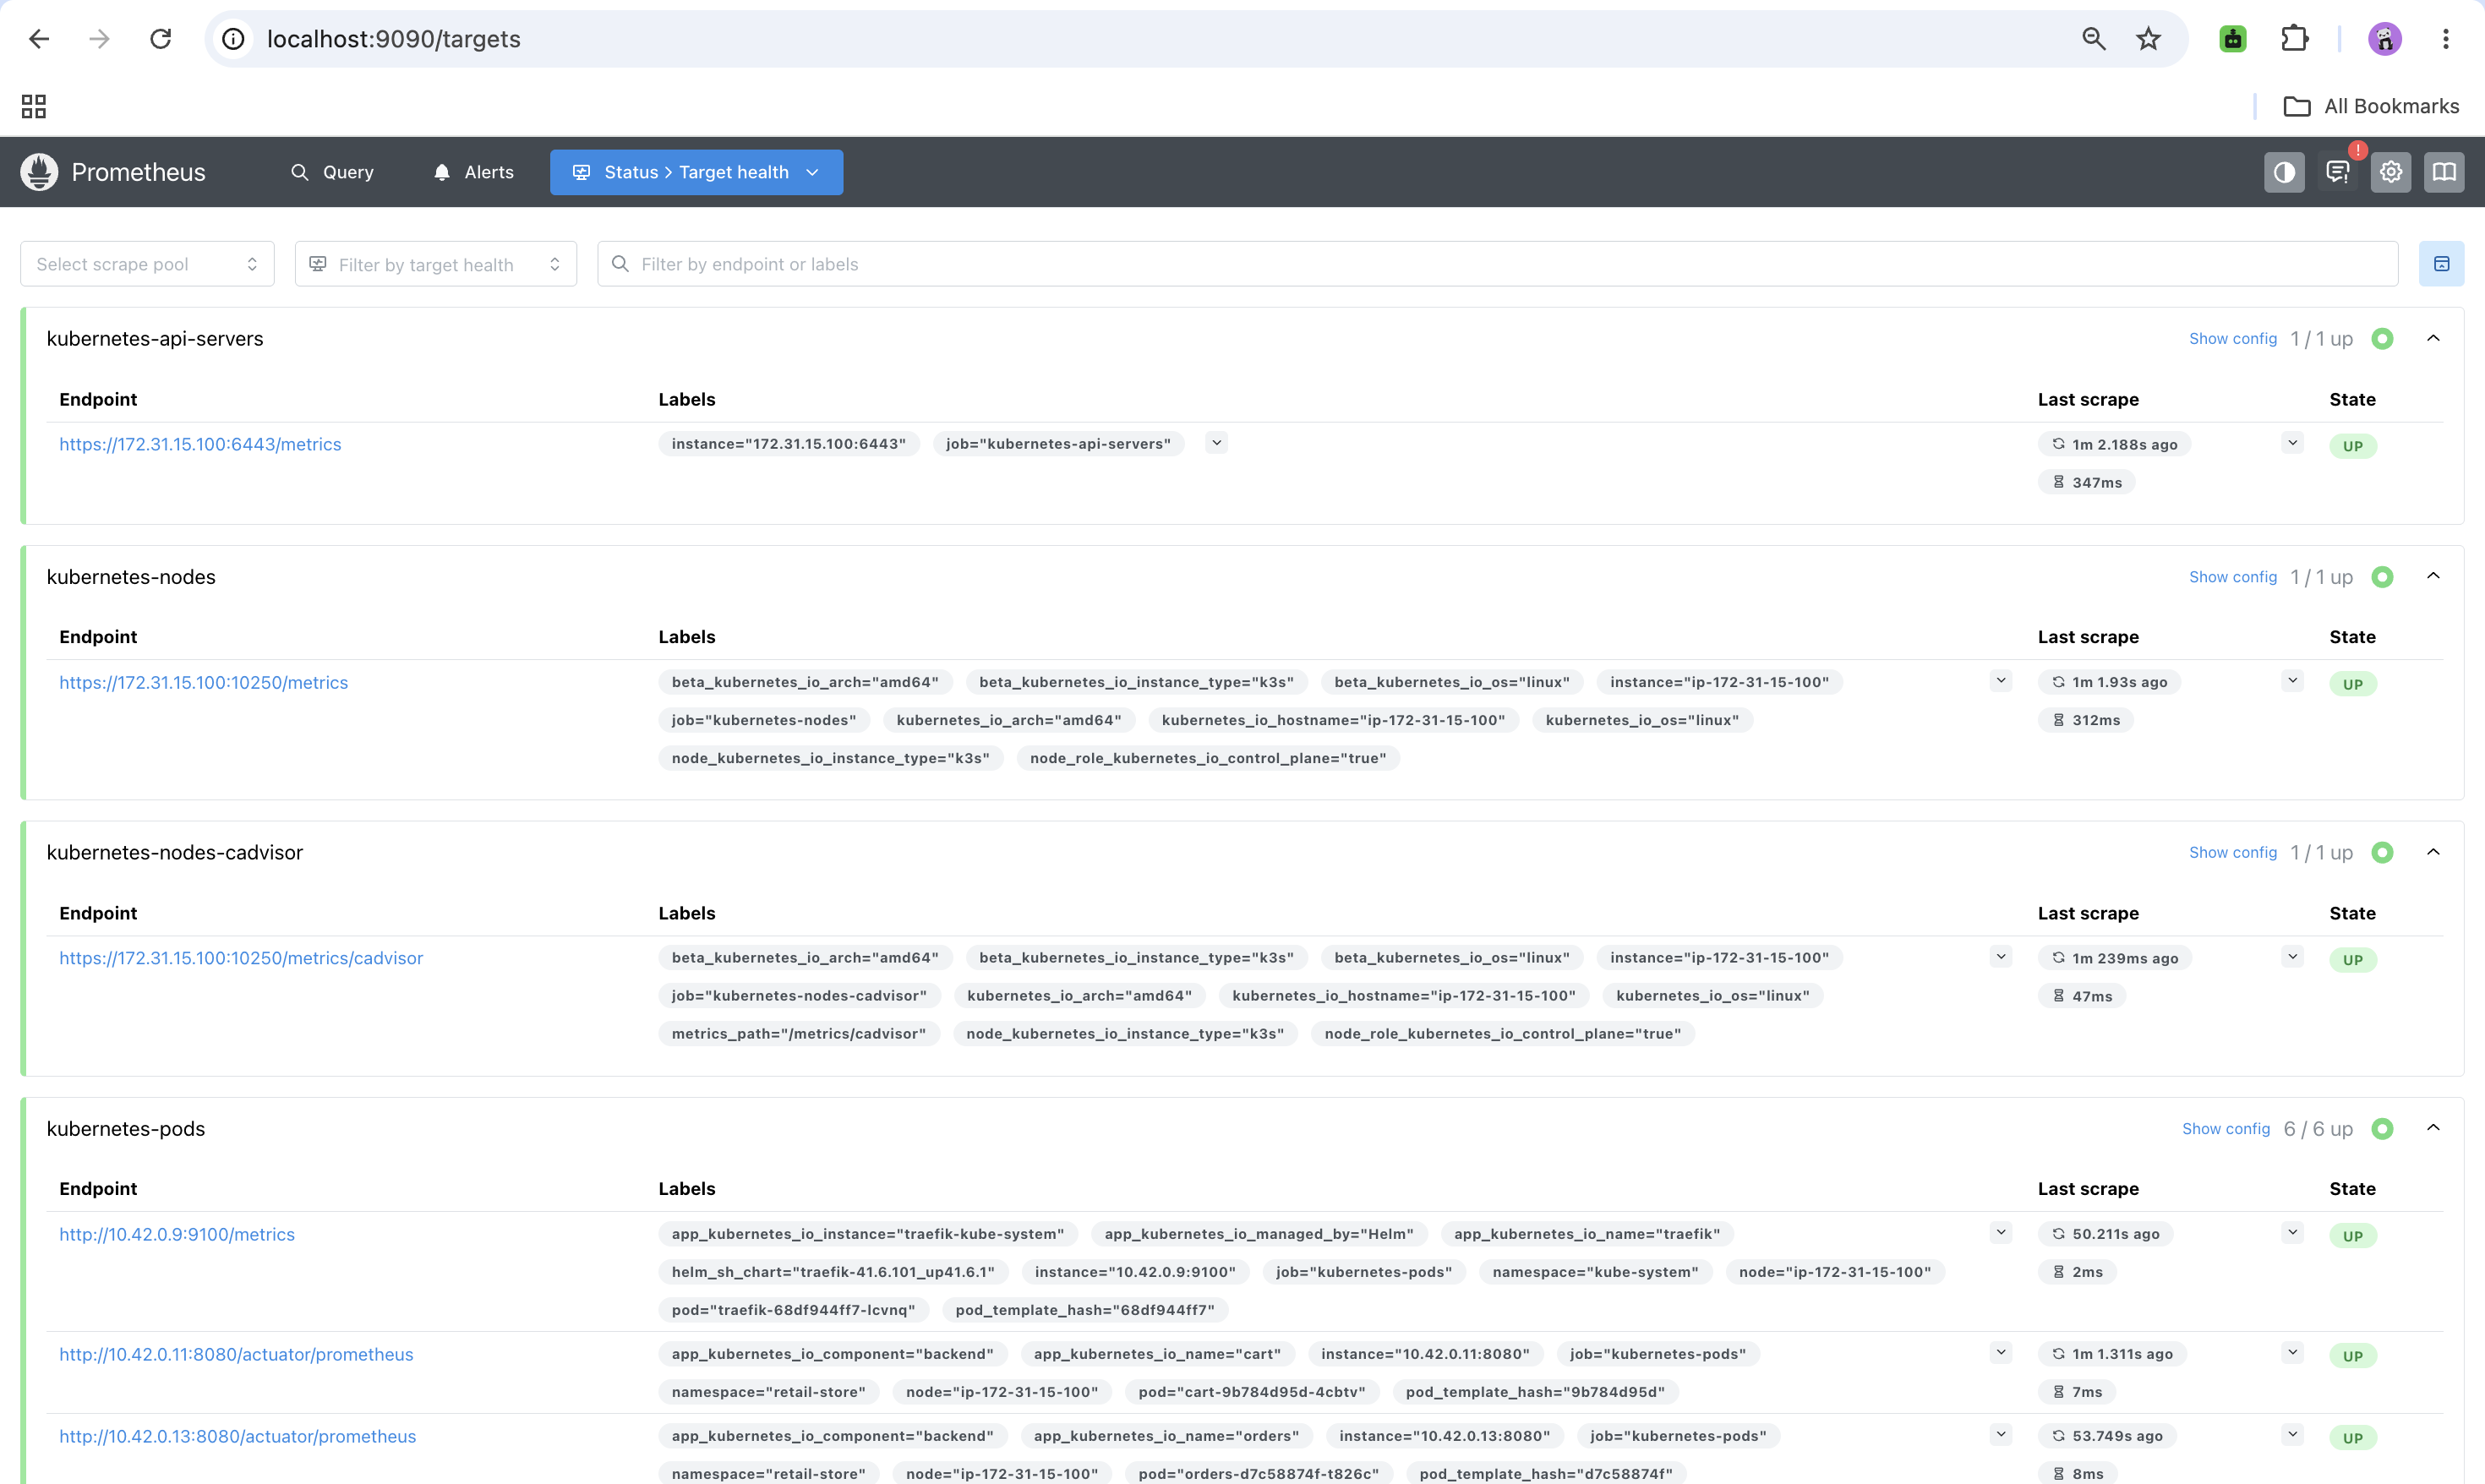 localhost:9090/targets
All Bookmarks
Prometheus Query Alerts Status > Target health !
Select scrape pool Filter by target health Filter by endpoint or labels
kubernetes-api-servers Show config 1 / 1 up
Endpoint Labels Last scrape State
https://172.31.15.100:6443/metrics instance="172.31.15.100:6443" job="kubernetes-api-servers" 1m 2.188s ago UP
347ms
kubernetes-nodes Show config 1 / 1 up
Endpoint Labels Last scrape State
https://172.31.15.100:10250/metrics beta_kubernetes_io_arch="amd64" beta_kubernetes_io_instance_type="k3s" beta_kubernetes_io_os="linux" instance="ip-172-31-15-100" 1m 1.93s ago UP
job="kubernetes-nodes" kubernetes_io_arch="amd64" kubernetes_io_hostname="ip-172-31-15-100" kubernetes_io_os="linux" 312ms
node_kubernetes_io_instance_type="k3s" node_role_kubernetes_io_control_plane="true"
kubernetes-nodes-cadvisor Show config 1 / 1 up
Endpoint Labels Last scrape State
https://172.31.15.100:10250/metrics/cadvisor beta_kubernetes_io_arch="amd64" beta_kubernetes_io_instance_type="k3s" beta_kubernetes_io_os="linux" instance="ip-172-31-15-100" 1m 239ms ago UP
job="kubernetes-nodes-cadvisor" kubernetes_io_arch="amd64" kubernetes_io_hostname="ip-172-31-15-100" kubernetes_io_os="linux" 47ms
metrics_path="/metrics/cadvisor" node_kubernetes_io_instance_type="k3s" node_role_kubernetes_io_control_plane="true"
kubernetes-pods Show config 6 / 6 up
Endpoint Labels Last scrape State
http://10.42.0.9:9100/metrics app_kubernetes_io_instance="traefik-kube-system" app_kubernetes_io_managed_by="Helm" app_kubernetes_io_name="traefik" 50.211s ago UP
helm_sh_chart="traefik-41.6.101_up41.6.1" instance="10.42.0.9:9100" job="kubernetes-pods" namespace="kube-system" node="ip-172-31-15-100" 2ms
pod="traefik-68df944ff7-lcvnq" pod_template_hash="68df944ff7"
http://10.42.0.11:8080/actuator/prometheus app_kubernetes_io_component="backend" app_kubernetes_io_name="cart" instance="10.42.0.11:8080" job="kubernetes-pods" 1m 1.311s ago UP
namespace="retail-store" node="ip-172-31-15-100" pod="cart-9b784d95d-4cbtv" pod_template_hash="9b784d95d" 7ms
http://10.42.0.13:8080/actuator/prometheus app_kubernetes_io_component="backend" app_kubernetes_io_name="orders" instance="10.42.0.13:8080" job="kubernetes-pods" 53.749s ago UP
namespace="retail-store" node="ip-172-31-15-100" pod="orders-d7c58874f-t826c" pod_template_hash="d7c58874f" 8ms